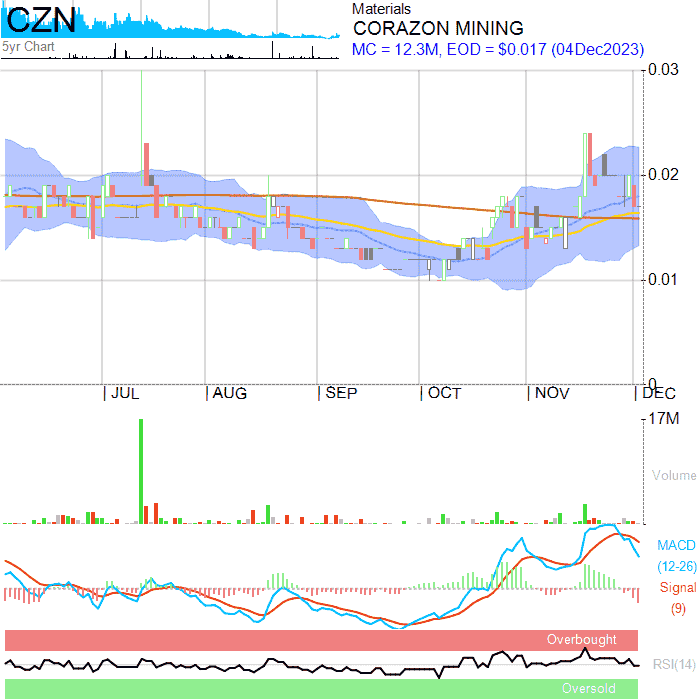 CZN
5yr Chart
Materials
CORAZON MINING
MC = 12.3M, EOD = $0.017 (04Dec2023)
0.03
0.02
0.01
0
JUL
AUG
SEP
OCT
NOV
DEC
17M
Volume
MACD
(12-26)
Signal
(9)
Overbought
RSI(14)
Oversold